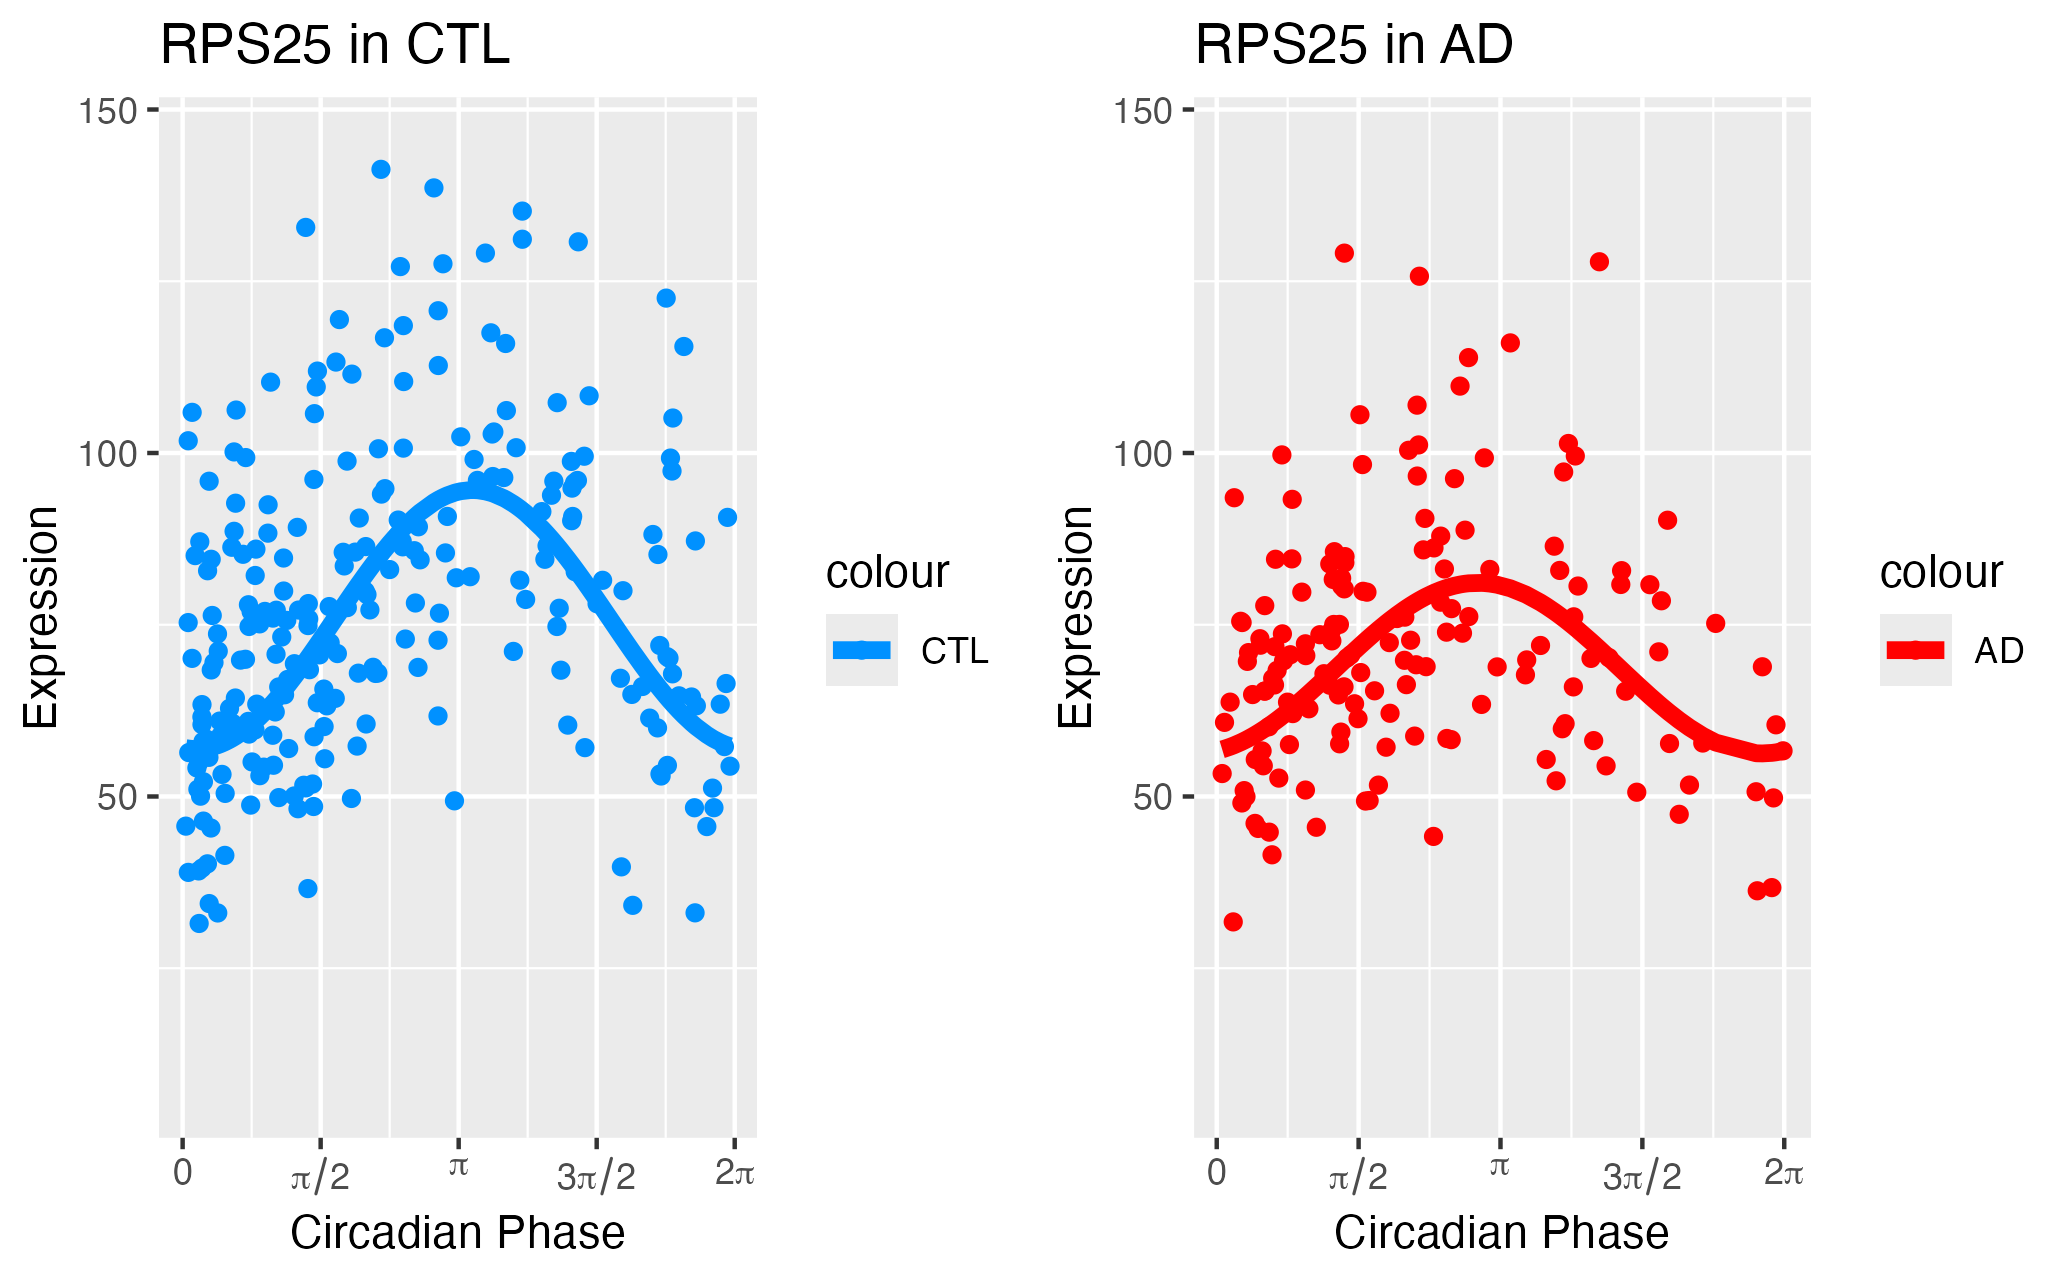 RPS25 in CTL
150
100
50
Expression
0 π/2 π 3π/2 2π
Circadian Phase
colour
CTL
RPS25 in AD
150
100
50
Expression
0 π/2 π 3π/2 2π
Circadian Phase
colour
AD